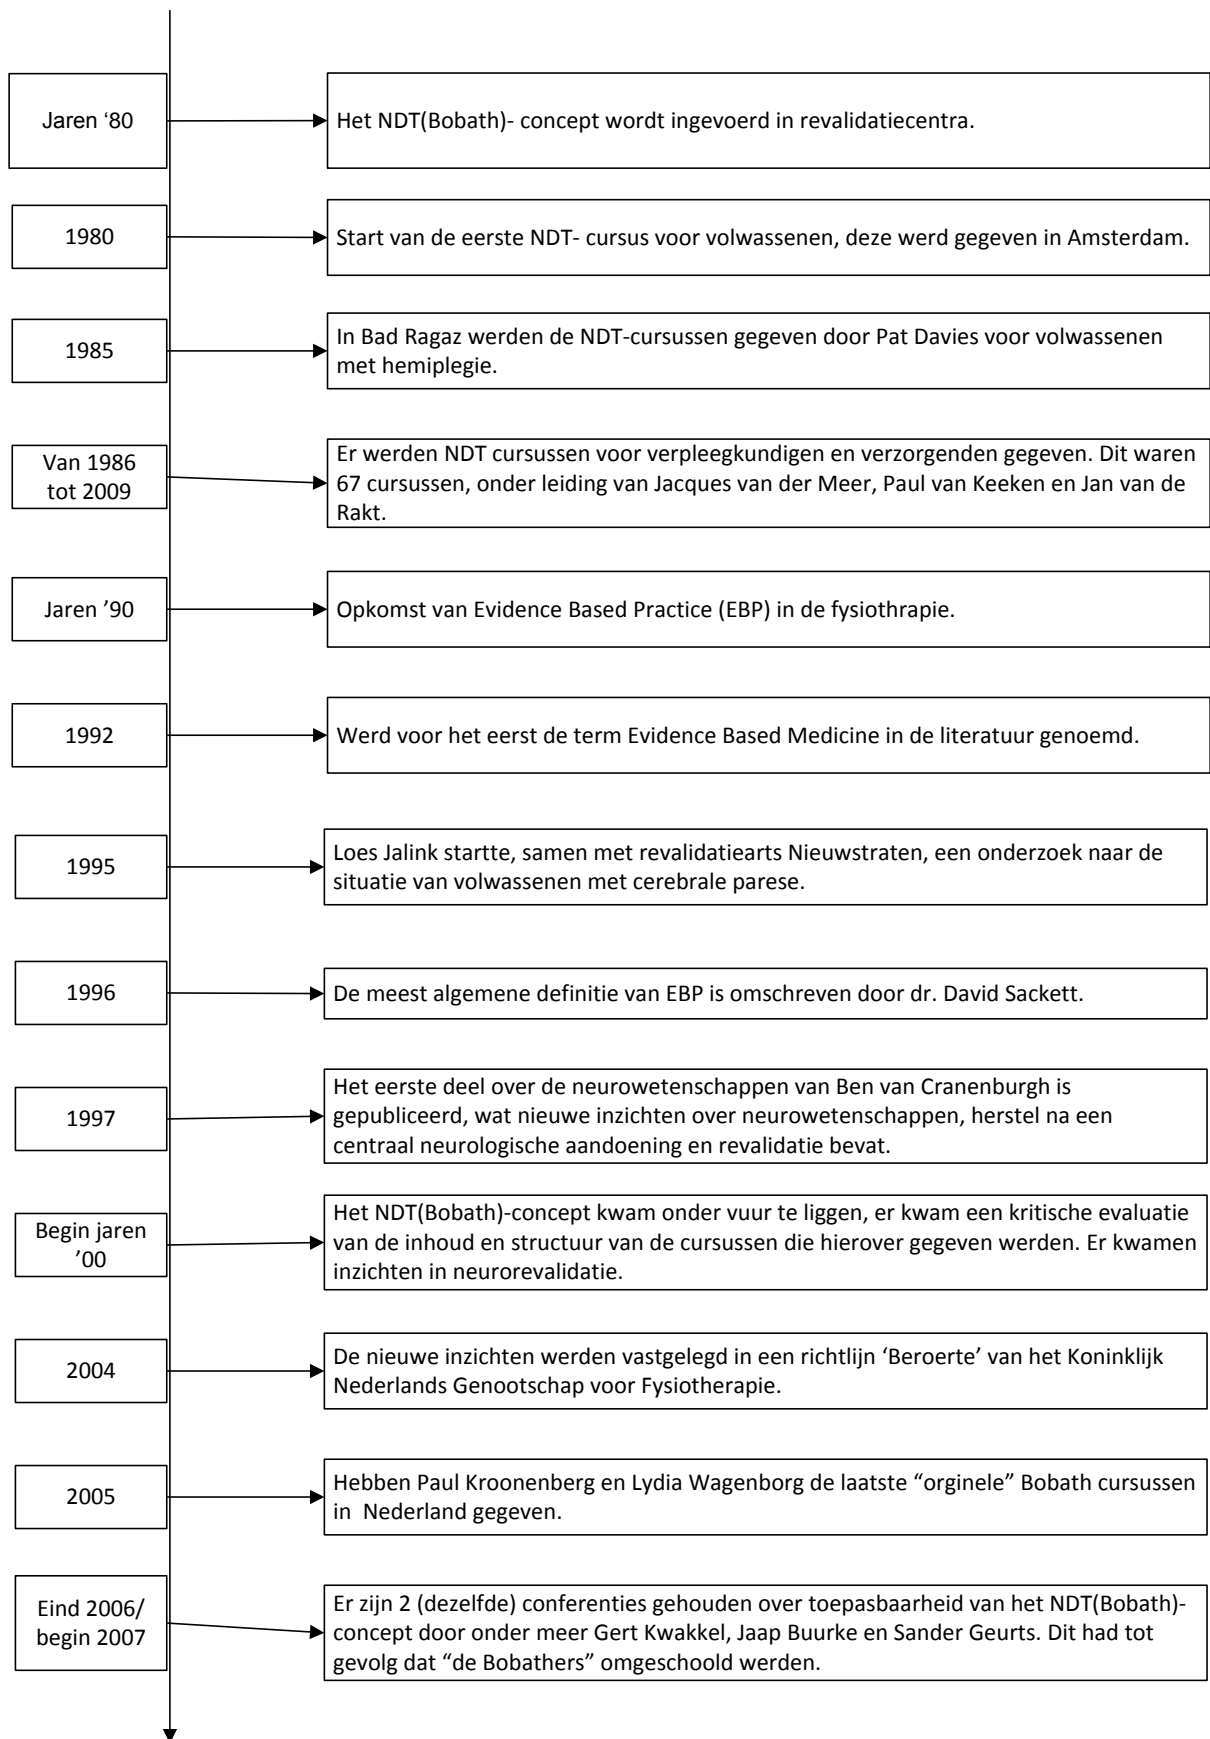 Jaren ‘80
Het NDT(Bobath)- concept wordt ingevoerd in revalidatiecentra.
1980
Start van de eerste NDT- cursus voor volwassenen, deze werd gegeven in Amsterdam.
1985
In Bad Ragaz werden de NDT-cursussen gegeven door Pat Davies voor volwassenen
met hemiplegie.
Van 1986
tot 2009
Er werden NDT cursussen voor verpleegkundigen en verzorgenden gegeven. Dit waren
67 cursussen, onder leiding van Jacques van der Meer, Paul van Keeken en Jan van de
Rakt.
Jaren ’90
Opkomst van Evidence Based Practice (EBP) in de fysiothrapie.
1992
Werd voor het eerst de term Evidence Based Medicine in de literatuur genoemd.
1995
Loes Jalink startte, samen met revalidatiearts Nieuwstraten, een onderzoek naar de
situatie van volwassenen met cerebrale parese.
1996
De meest algemene definitie van EBP is omschreven door dr. David Sackett.
1997
Het eerste deel over de neurowetenschappen van Ben van Cranenburgh is
gepubliceerd, wat nieuwe inzichten over neurowetenschappen, herstel na een
centraal neurologische aandoening en revalidatie bevat.
Begin jaren
’00
Het NDT(Bobath)-concept kwam onder vuur te liggen, er kwam een kritische evaluatie
van de inhoud en structuur van de cursussen die hierover gegeven werden. Er kwamen
inzichten in neurorevalidatie.
2004
De nieuwe inzichten werden vastgelegd in een richtlijn ‘Beroerte’ van het Koninklijk
Nederlands Genootschap voor Fysiotherapie.
2005
Hebben Paul Kroonenberg en Lydia Wagenborg de laatste “orginele” Bobath cursussen
in Nederland gegeven.
Eind 2006/
begin 2007
Er zijn 2 (dezelfde) conferenties gehouden over toepasbaarheid van het NDT(Bobath)-
concept door onder meer Gert Kwakkel, Jaap Buurke en Sander Geurts. Dit had tot
gevolg dat “de Bobathers” omgeschoold werden.